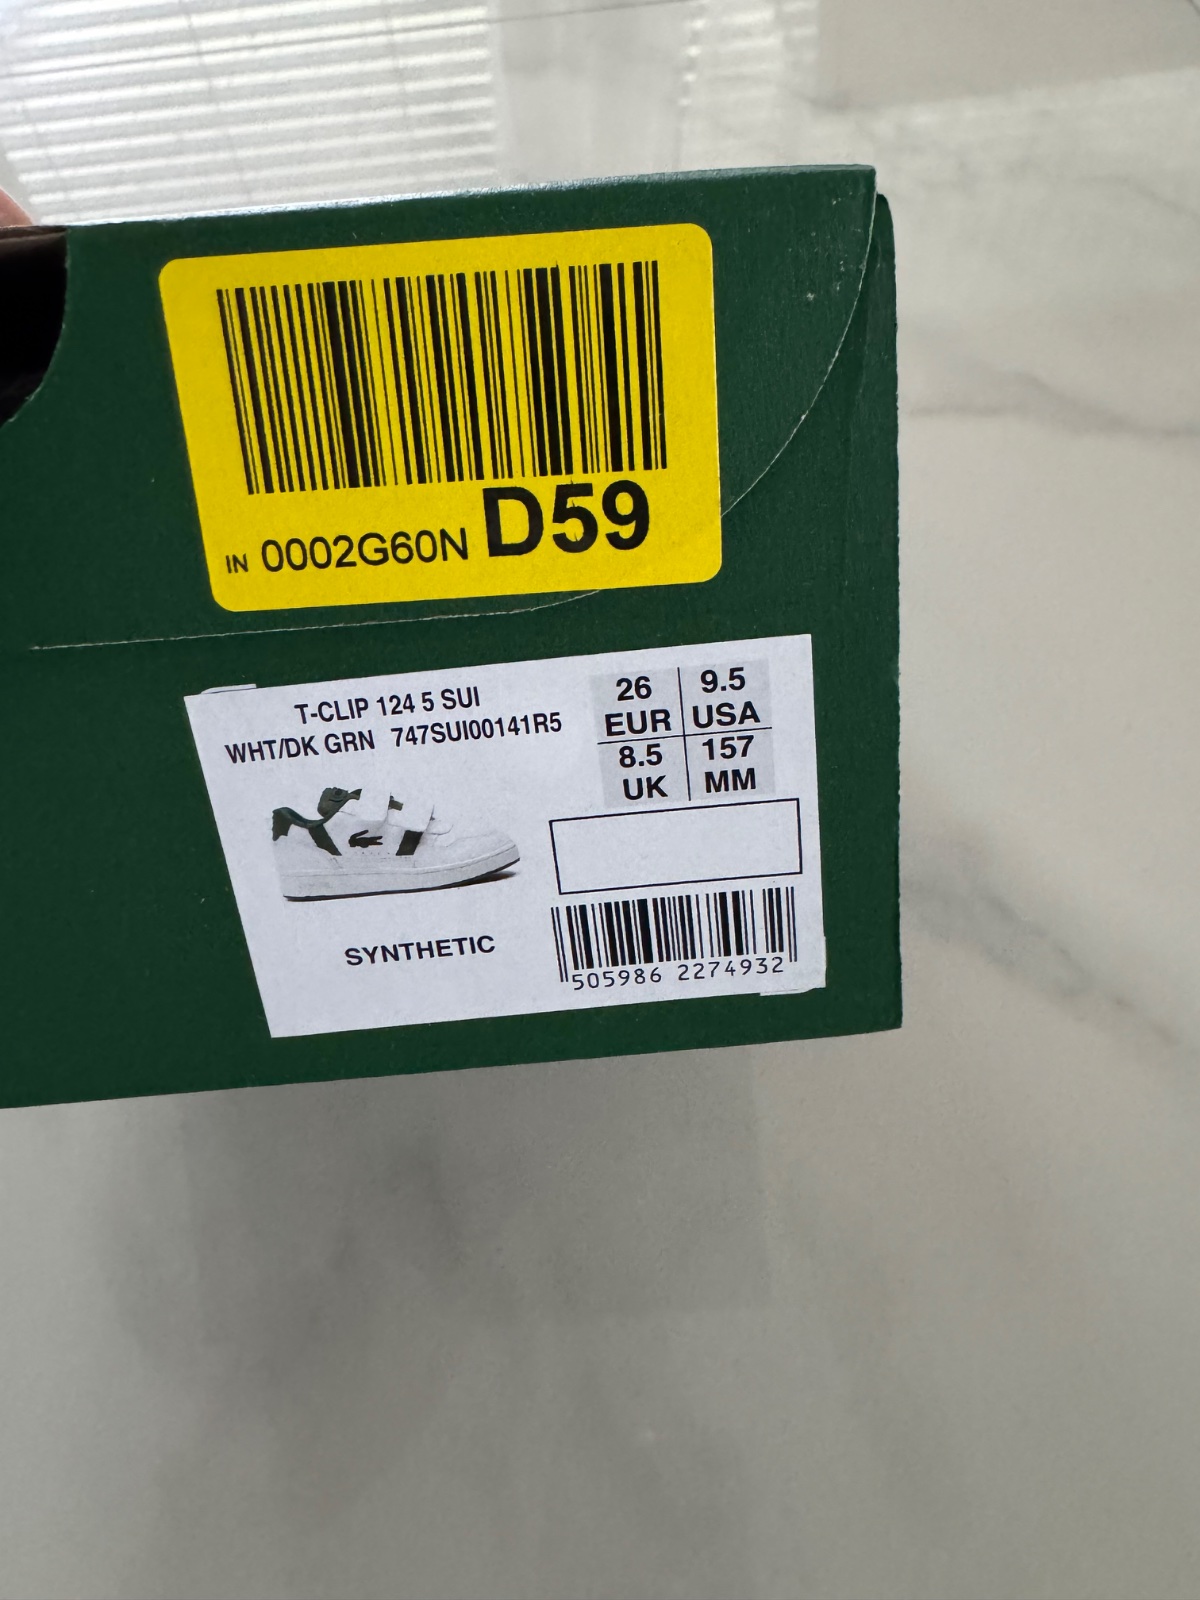 IN 0002G60N D59
T-CLIP 124 5 SUI
WHT/DK GRN 747SUI00141R5
26 EUR
9.5 USA
8.5 UK
157 MM
SYNTHETIC
505986 2274932